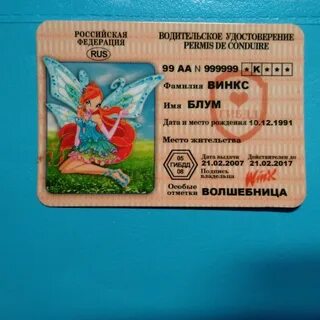 РОССИЙСКАЯ
ФЕДЕРАЦИЯ
RUS
ВОДИТЕЛЬСКОЕ УДОСТОВЕРЕНИЕ
PERMIS DE CONDUIRE
99 АА N 999999 * К * * *
Фамилия ВИНКС
Имя БЛУМ
Дата и место рождения 10.12.1991
Место жительства
05
ГИБДД
08
Дата выдачи
21.02.2007
Действителен до
21.02.2017
Подпись
владельца
Winx
Особые
отметки
ВОЛШЕБНИЦА